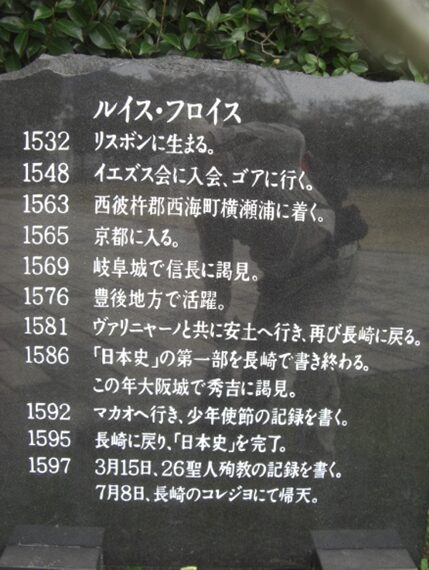 ルイス・フロイス
1532 リスボンに生まる。
1548 イエズス会に入会、ゴアに行く。
1563 西彼杵郡西海町横瀬浦に着く。
1565 京都に入る。
1569 岐阜城で信長に謁見。
1576 豊後地方で活躍。
1581 ヴァリニャーノと共に安土へ行き、再び長崎に戻る。
1586 「日本史」の第一部を長崎で書き終わる。
この年大阪城で秀吉に謁見。
1592 マカオへ行き、少年使節の記録を書く。
1595 長崎に戻り、「日本史」を完了。
1597 3月15日、26聖人殉教の記録を書く。
7月8日、長崎のコレジヨにて帰天。